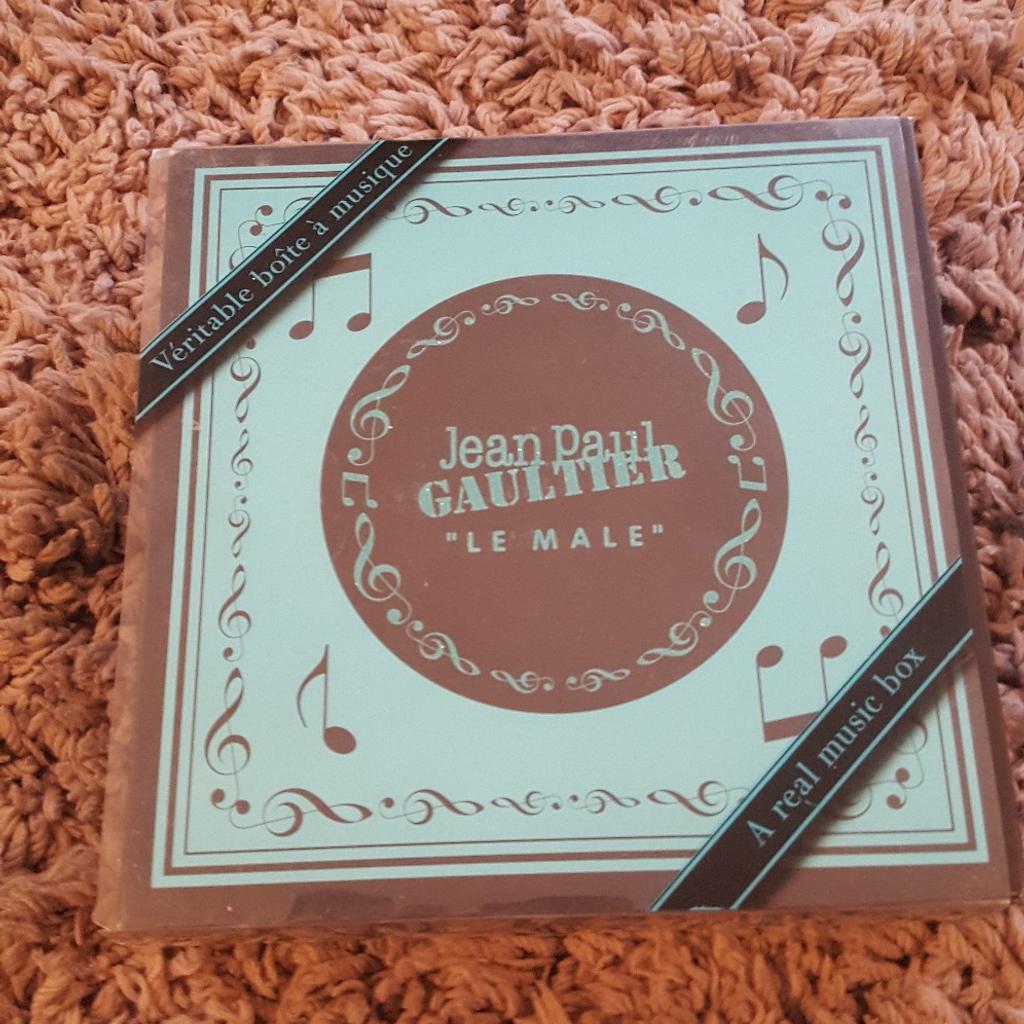 Véritable boîte à musique
Jean Paul
GAULTIER
"LE MALE"
A real music box